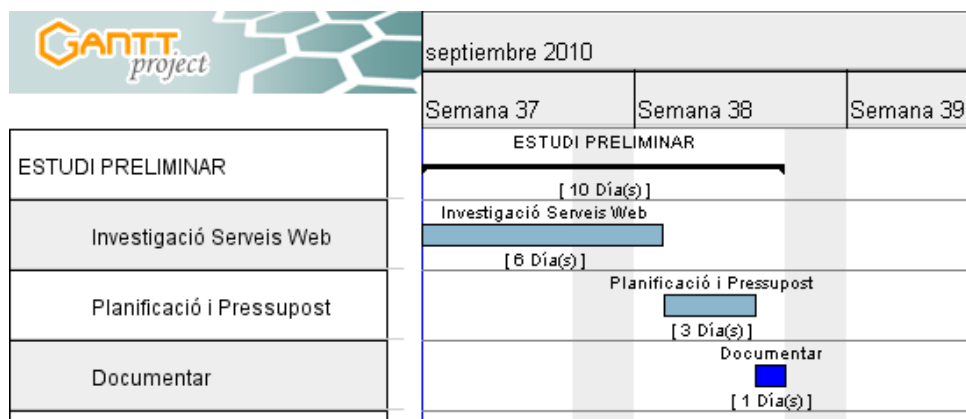 GANTT
project
septiembre 2010
Semana 37
Semana 38
Semana 39
ESTUDI PRELIMINAR
ESTUDI PRELIMINAR
[ 10 Día(s) ]
Investigació Serveis Web
Investigació Serveis Web
[ 6 Día(s) ]
Planificació i Pressupost
Planificació i Pressupost
[ 3 Día(s) ]
Documentar
Documentar
[ 1 Día(s) ]